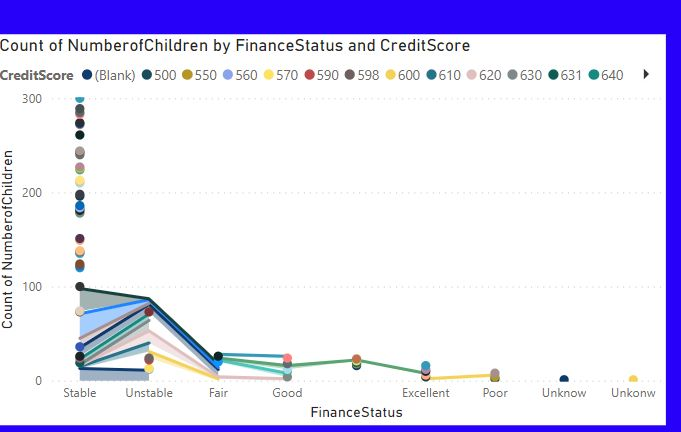 Count of NumberofChildren by FinanceStatus and CreditScore
CreditScore (Blank) 500 550 560 570 590 598 600 610 620 630 631 640
300
200
100
0
Count of NumberofChildren
Stable Unstable Fair Good Excellent Poor Unknow Unkonw
FinanceStatus